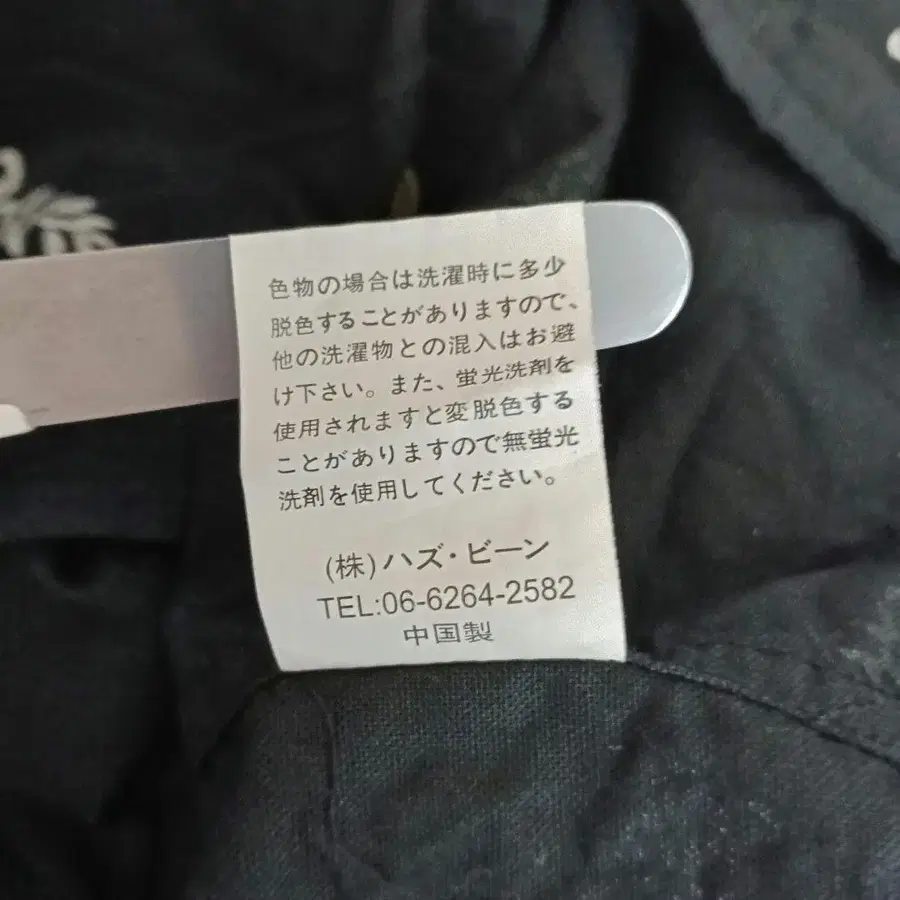 色物の場合は洗濯時に多少
脱色することがありますので、
他の洗濯物との混入はお避
け下さい。また、蛍光洗剤を
使用されますと変脱色する
ことがありますので無蛍光
洗剤を使用してください。
(株)ハズ・ビーン
TEL:06-6264-2582
中国製